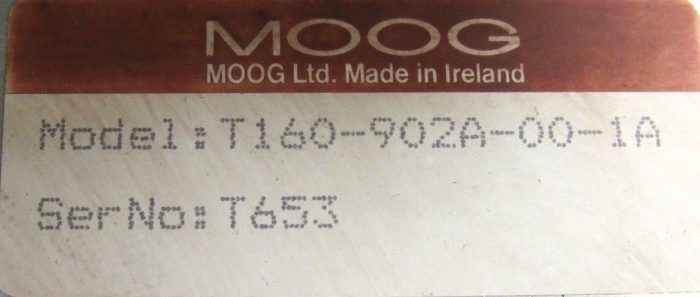 MOOG
MOOG Ltd. Made in Ireland
Model:T160-902A-00-1A
SerNo:T653